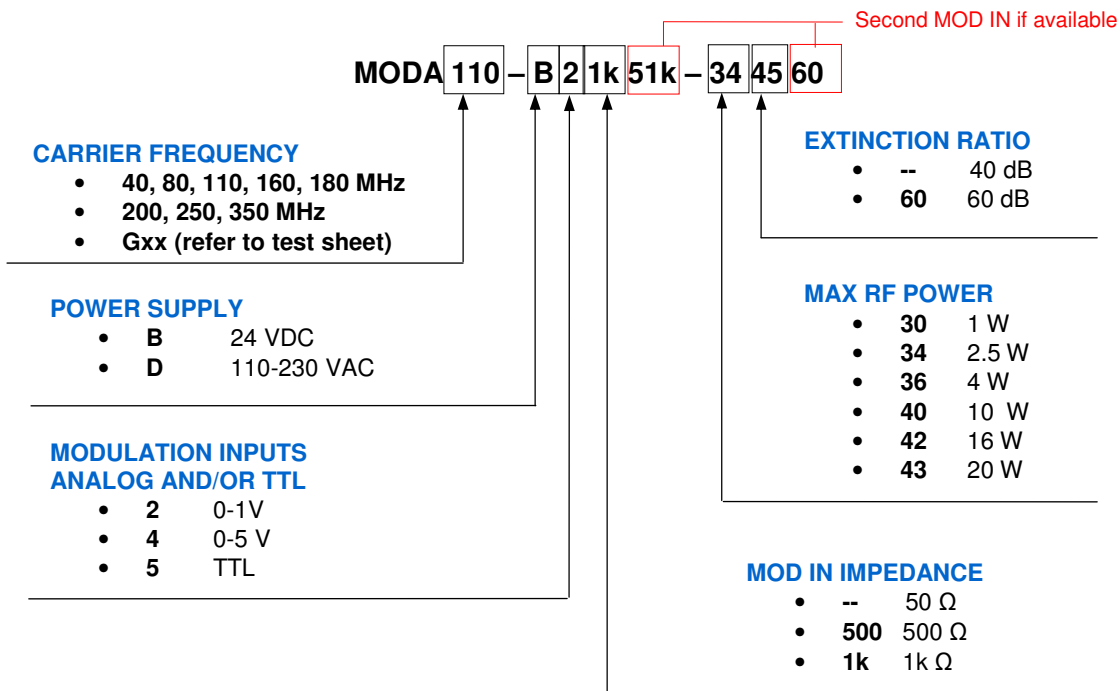 Second MOD IN if available
MODA 110 – B 2 1k 51k – 34 45 60
CARRIER FREQUENCY
• 40, 80, 110, 160, 180 MHz
• 200, 250, 350 MHz
• Gxx (refer to test sheet)
POWER SUPPLY
• B 24 VDC
• D 110-230 VAC
MODULATION INPUTS
ANALOG AND/OR TTL
• 2 0-1V
• 4 0-5 V
• 5 TTL
EXTINCTION RATIO
• -- 40 dB
• 60 60 dB
MAX RF POWER
• 30 1 W
• 34 2.5 W
• 36 4 W
• 40 10 W
• 42 16 W
• 43 20 W
MOD IN IMPEDANCE
• -- 50 Ω
• 500 500 Ω
• 1k 1k Ω